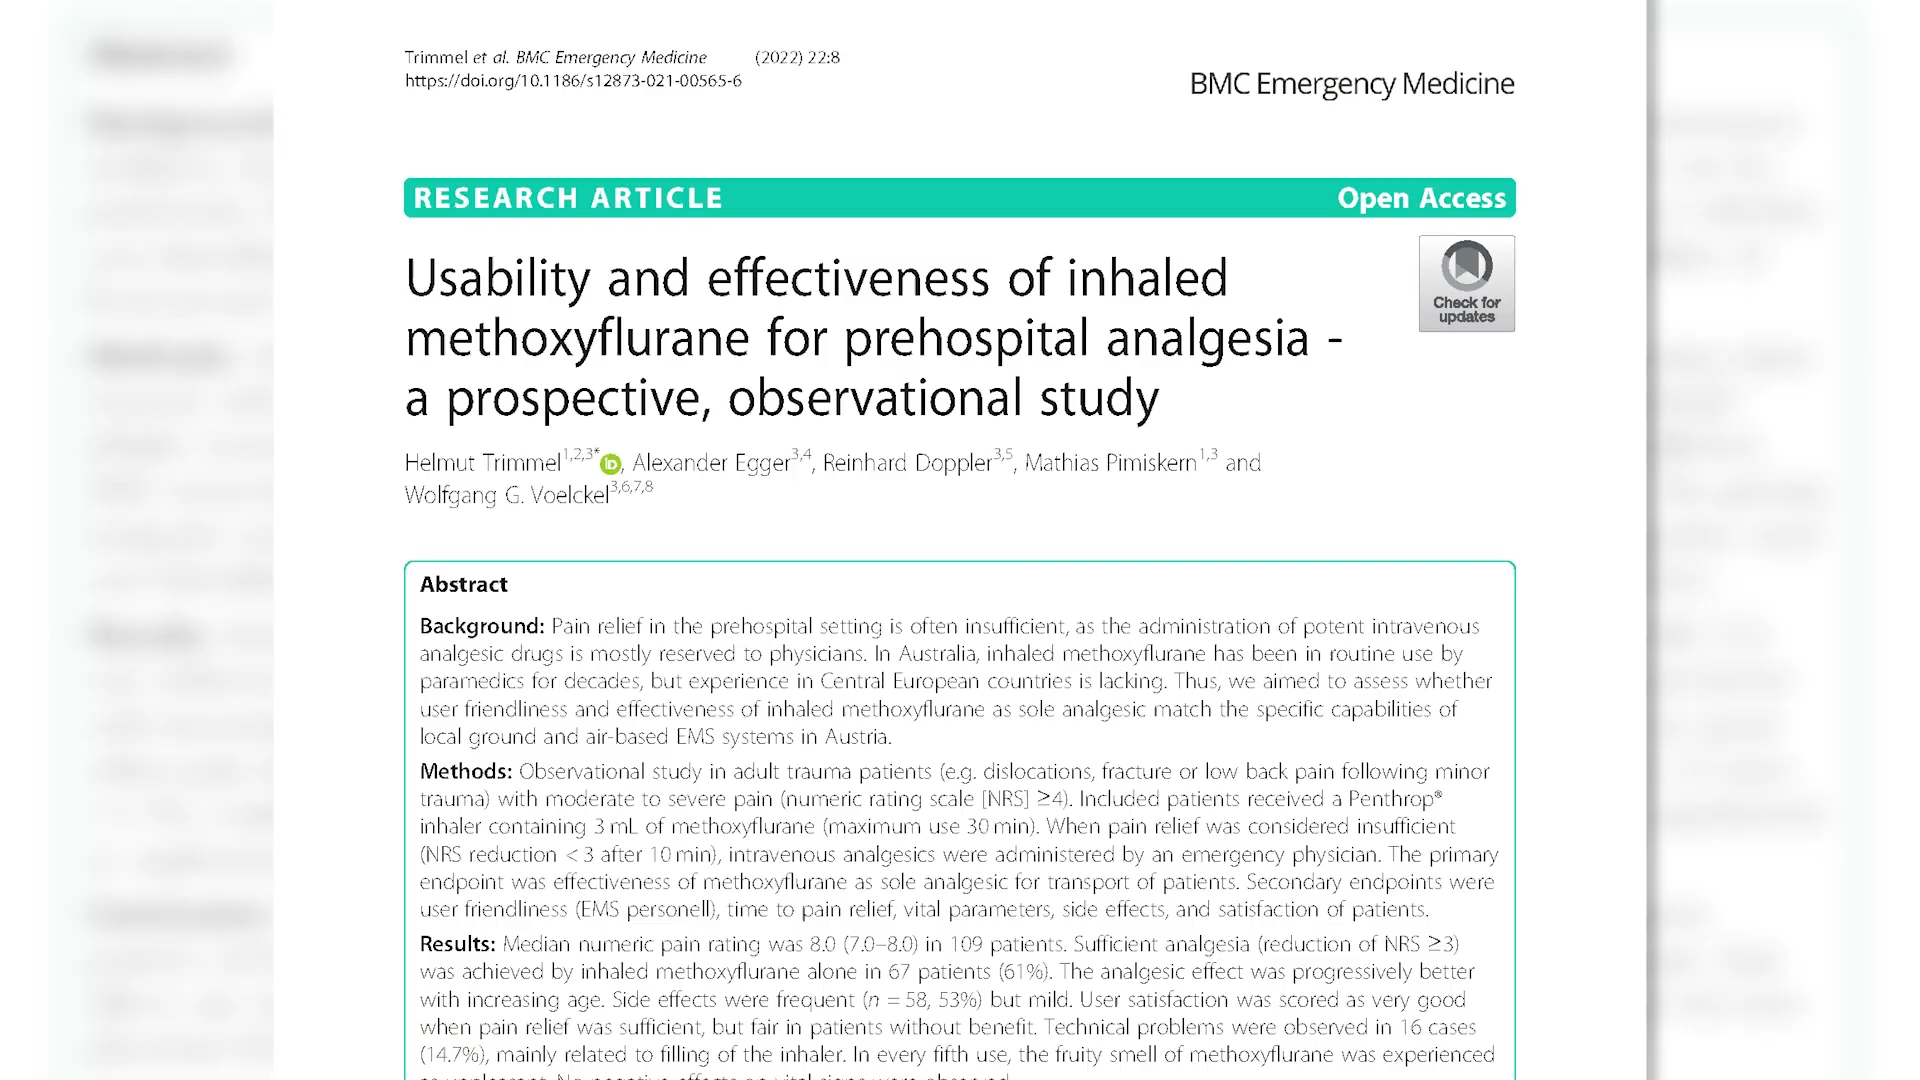 Trimmel et al. BMC Emergency Medicine (2022) 22:8
https://doi.org/10.1186/s12873-021-00565-6
BMC Emergency Medicine
RESEARCH ARTICLE Open Access
Usability and effectiveness of inhaled
methoxyflurane for prehospital analgesia -
a prospective, observational study
Check for
updates
Helmut Trimmel1,2,3* iD, Alexander Egger3,4, Reinhard Doppler3,5, Mathias Pimiskern1,3 and
Wolfgang G. Voelckel3,6,7,8
Abstract
Background: Pain relief in the prehospital setting is often insufficient, as the administration of potent intravenous
analgesic drugs is mostly reserved to physicians. In Australia, inhaled methoxyflurane has been in routine use by
paramedics for decades, but experience in Central European countries is lacking. Thus, we aimed to assess whether
user friendliness and effectiveness of inhaled methoxyflurane as sole analgesic match the specific capabilities of
local ground and air-based EMS systems in Austria.
Methods: Observational study in adult trauma patients (e.g. dislocations, fracture or low back pain following minor
trauma) with moderate to severe pain (numeric rating scale [NRS] ≥4). Included patients received a Penthrop®
inhaler containing 3 mL of methoxyflurane (maximum use 30 min). When pain relief was considered insufficient
(NRS reduction < 3 after 10 min), intravenous analgesics were administered by an emergency physician. The primary
endpoint was effectiveness of methoxyflurane as sole analgesic for transport of patients. Secondary endpoints were
user friendliness (EMS personell), time to pain relief, vital parameters, side effects, and satisfaction of patients.
Results: Median numeric pain rating was 8.0 (7.0–8.0) in 109 patients. Sufficient analgesia (reduction of NRS ≥3)
was achieved by inhaled methoxyflurane alone in 67 patients (61%). The analgesic effect was progressively better
with increasing age. Side effects were frequent (n = 58, 53%) but mild. User satisfaction was scored as very good
when pain relief was sufficient, but fair in patients without benefit. Technical problems were observed in 16 cases
(14.7%), mainly related to filling of the inhaler. In every fifth use, the fruity smell of methoxyflurane was experienced